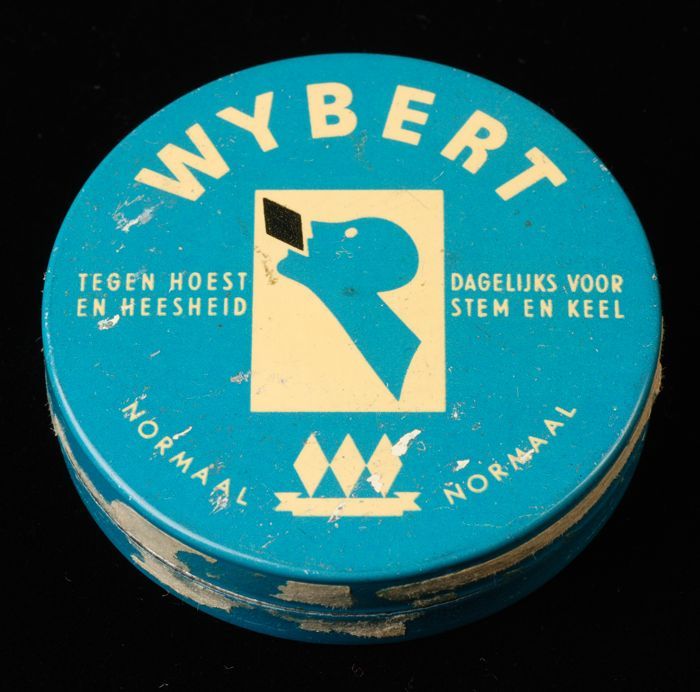 WYBERT
TEGEN HOEST
EN HEESHEID
DAGELIJKS VOOR
STEM EN KEEL
NORMAAL
NORMAAL